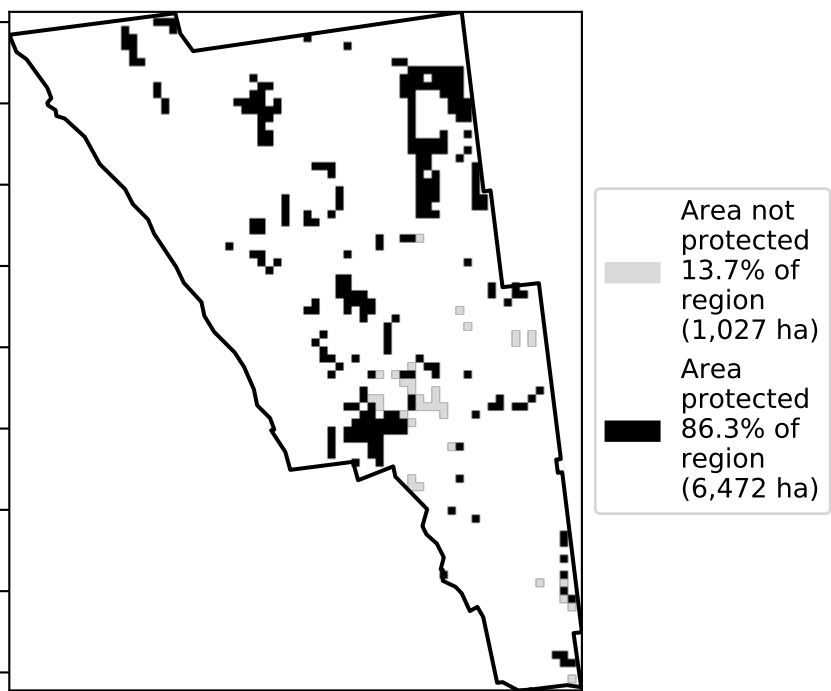 Area not
protected
13.7% of
region
(1,027 ha)
Area
protected
86.3% of
region
(6,472 ha)